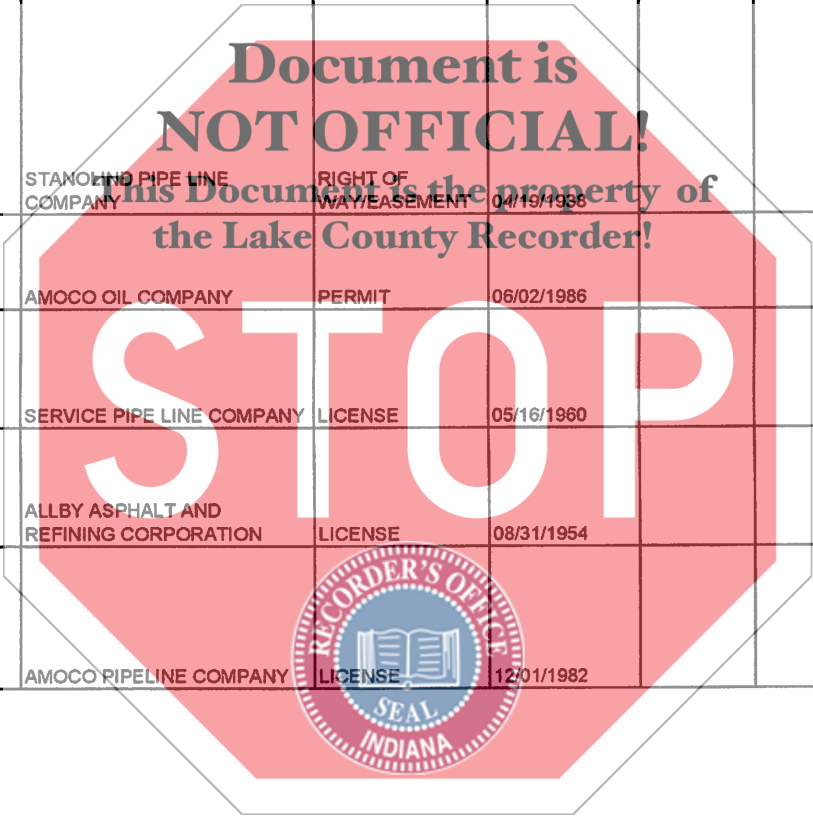 Document is
NOT OFFICIAL!
This Document is the property of
the Lake County Recorder!
STANOLIND PIPE LINE
COMPANY
RIGHT OF
WAY/EASEMENT
04/19/1938
AMOCO OIL COMPANY
PERMIT
06/02/1986
STOP
SERVICE PIPE LINE COMPANY
LICENSE
05/16/1960
ALLBY ASPHALT AND
REFINING CORPORATION
LICENSE
08/31/1954
AMOCO PIPELINE COMPANY
LICENSE
12/01/1982
RECORDER'S OFFICE
SEAL
INDIANA